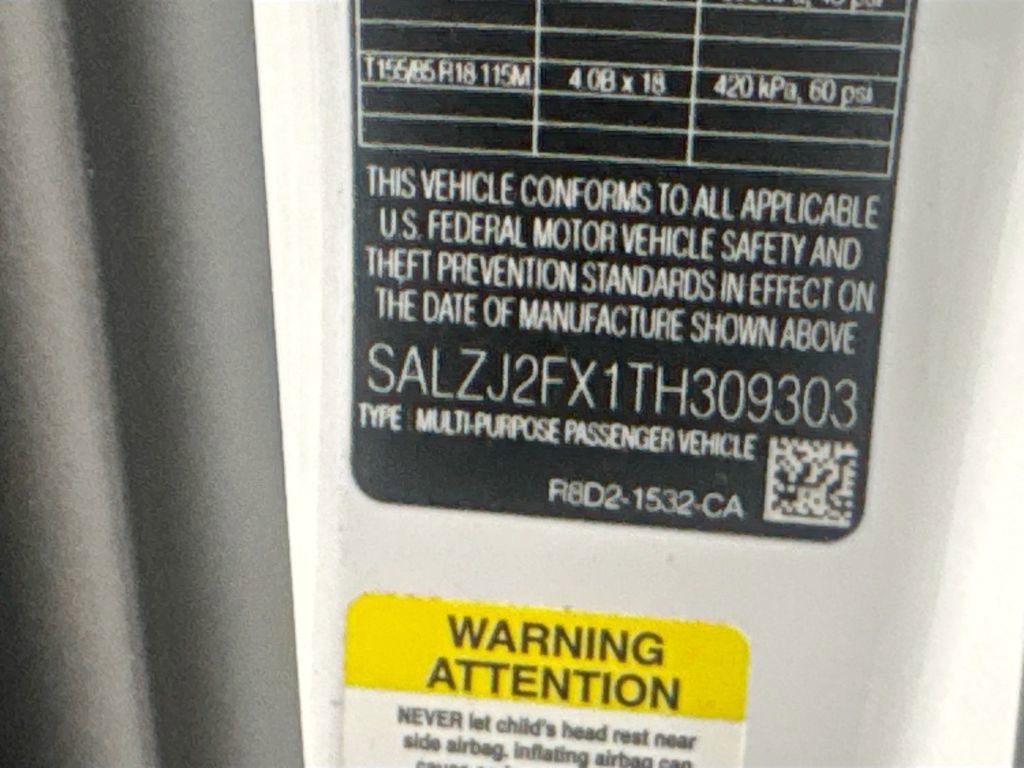 T155/85 R18 115M 4.0B x 18 420 kPa, 60 psi
THIS VEHICLE CONFORMS TO ALL APPLICABLE
U.S. FEDERAL MOTOR VEHICLE SAFETY AND
THEFT PREVENTION STANDARDS IN EFFECT ON
THE DATE OF MANUFACTURE SHOWN ABOVE
SALZJ2FX1TH309303
TYPE MULTI-PURPOSE PASSENGER VEHICLE
R8D2-1532-CA
WARNING
ATTENTION
NEVER let child's head rest near
side airbag. Inflating airbag can